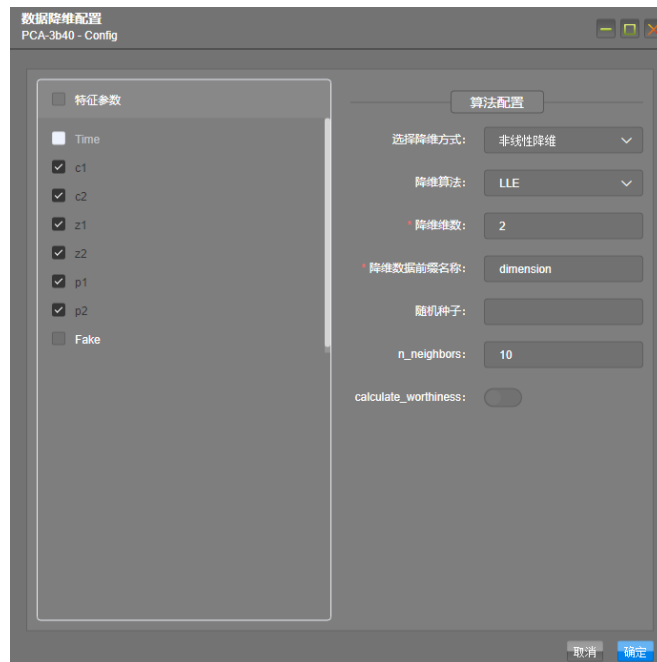 数据降维配置
PCA-3b40 - Config
特征参数
Time
c1
c2
z1
z2
p1
p2
Fake
算法配置
选择降维方式： 非线性降维
降维算法： LLE
* 降维维数： 2
* 降维数据前缀名称： dimension
随机种子：
n_neighbors： 10
calculate_worthiness：
取消 确定